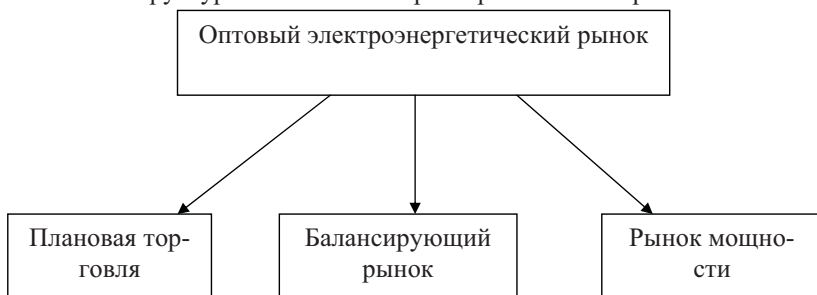 Оптовый электроэнергетический рынок
Плановая тор-
говля
Балансирующий
рынок
Рынок мощно-
сти